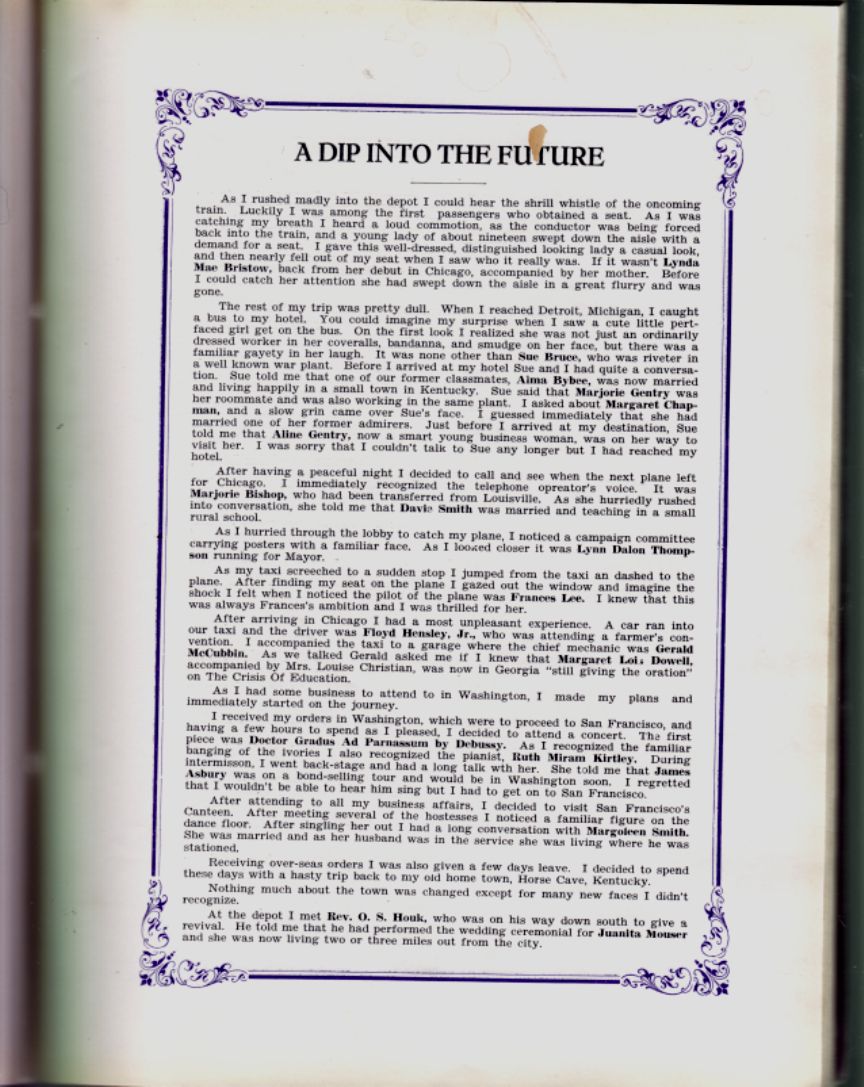 A DIP INTO THE FUTURE
As I rushed madly into the depot I could hear the shrill whistle of the oncoming
train. Luckily I was among the first passengers who obtained a seat. As I was
catching my breath I heard a loud commotion, as the conductor was being forced
back into the train, and a young lady of about nineteen swept down the aisle with a
demand for a seat. I gave this well-dressed, distinguished looking lady a casual look,
and then nearly fell out of my seat when I saw who it really was. If it wasn't Lynda
Mae Bristow, back from her debut in Chicago, accompanied by her mother. Before
I could catch her attention she had swept down the aisle in a great flurry and was
gone.
The rest of my trip was pretty dull. When I reached Detroit, Michigan, I caught
a bus to my hotel. You could imagine my surprise when I saw a cute little pert-
faced girl get on the bus. On the first look I realized she was not just an ordinarily
dressed worker in her coveralls, bandanna, and smudge on her face, but there was a
familiar gayety in her laugh. It was none other than Sue Bruce, who was riveter in
a well known war plant. Before I arrived at my hotel Sue and I had quite a conversa-
tion. Sue told me that one of our former classmates, Alma Bybee, was now married
and living happily in a small town in Kentucky. Sue said that Marjorie Gentry was
her roommate and was also working in the same plant. I asked about Margaret Chap-
man, and a slow grin came over Sue's face. I guessed immediately that she had
married one of her former admirers. Just before I arrived at my destination, Sue
told me that Aline Gentry, now a smart young business woman, was on her way to
visit her. I was sorry that I couldn't talk to Sue any longer but I had reached my
hotel.
After having a peaceful night I decided to call and see when the next plane left
for Chicago. I immediately recognized the telephone opreator's voice. It was
Marjorie Bishop, who had been transferred from Louisville. As she hurriedly rushed
into conversation, she told me that Davie Smith was married and teaching in a small
rural school.
As I hurried through the lobby to catch my plane, I noticed a campaign committee
carrying posters with a familiar face. As I looked closer it was Lynn Dalon Thomp-
son running for Mayor.
As my taxi screeched to a sudden stop I jumped from the taxi an dashed to the
plane. After finding my seat on the plane I gazed out the window and imagine the
shock I felt when I noticed the pilot of the plane was Frances Lee. I knew that this
was always Frances's ambition and I was thrilled for her.
After arriving in Chicago I had a most unpleasant experience. A car ran into
our taxi and the driver was Floyd Hensley, Jr., who was attending a farmer's con-
vention. I accompanied the taxi to a garage where the chief mechanic was Gerald
McCubbin. As we talked Gerald asked me if I knew that Margaret Lois Dowell,
accompanied by Mrs. Louise Christian, was now in Georgia "still giving the oration"
on The Crisis Of Education.
As I had some business to attend to in Washington, I made my plans and
immediately started on the journey.
I received my orders in Washington, which were to proceed to San Francisco, and
having a few hours to spend as I pleased, I decided to attend a concert. The first
piece was Doctor Gradus Ad Parnassum by Debussy. As I recognized the familiar
banging of the ivories I also recognized the pianist, Ruth Miram Kirtley. During
intermisson, I went back-stage and had a long talk wth her. She told me that James
Asbury was on a bond-selling tour and would be in Washington soon. I regretted
that I wouldn't be able to hear him sing but I had to get on to San Francisco.
After attending to all my business affairs, I decided to visit San Francisco's
Canteen. After meeting several of the hostesses I noticed a familiar figure on the
dance floor. After singling her out I had a long conversation with Margoleen Smith.
She was married and as her husband was in the service she was living where he was
stationed.
Receiving over-seas orders I was also given a few days leave. I decided to spend
these days with a hasty trip back to my old home town, Horse Cave, Kentucky.
Nothing much about the town was changed except for many new faces I didn't
recognize.
At the depot I met Rev. O. S. Houk, who was on his way down south to give a
revival. He told me that he had performed the wedding ceremonial for Juanita Mouser
and she was now living two or three miles out from the city.